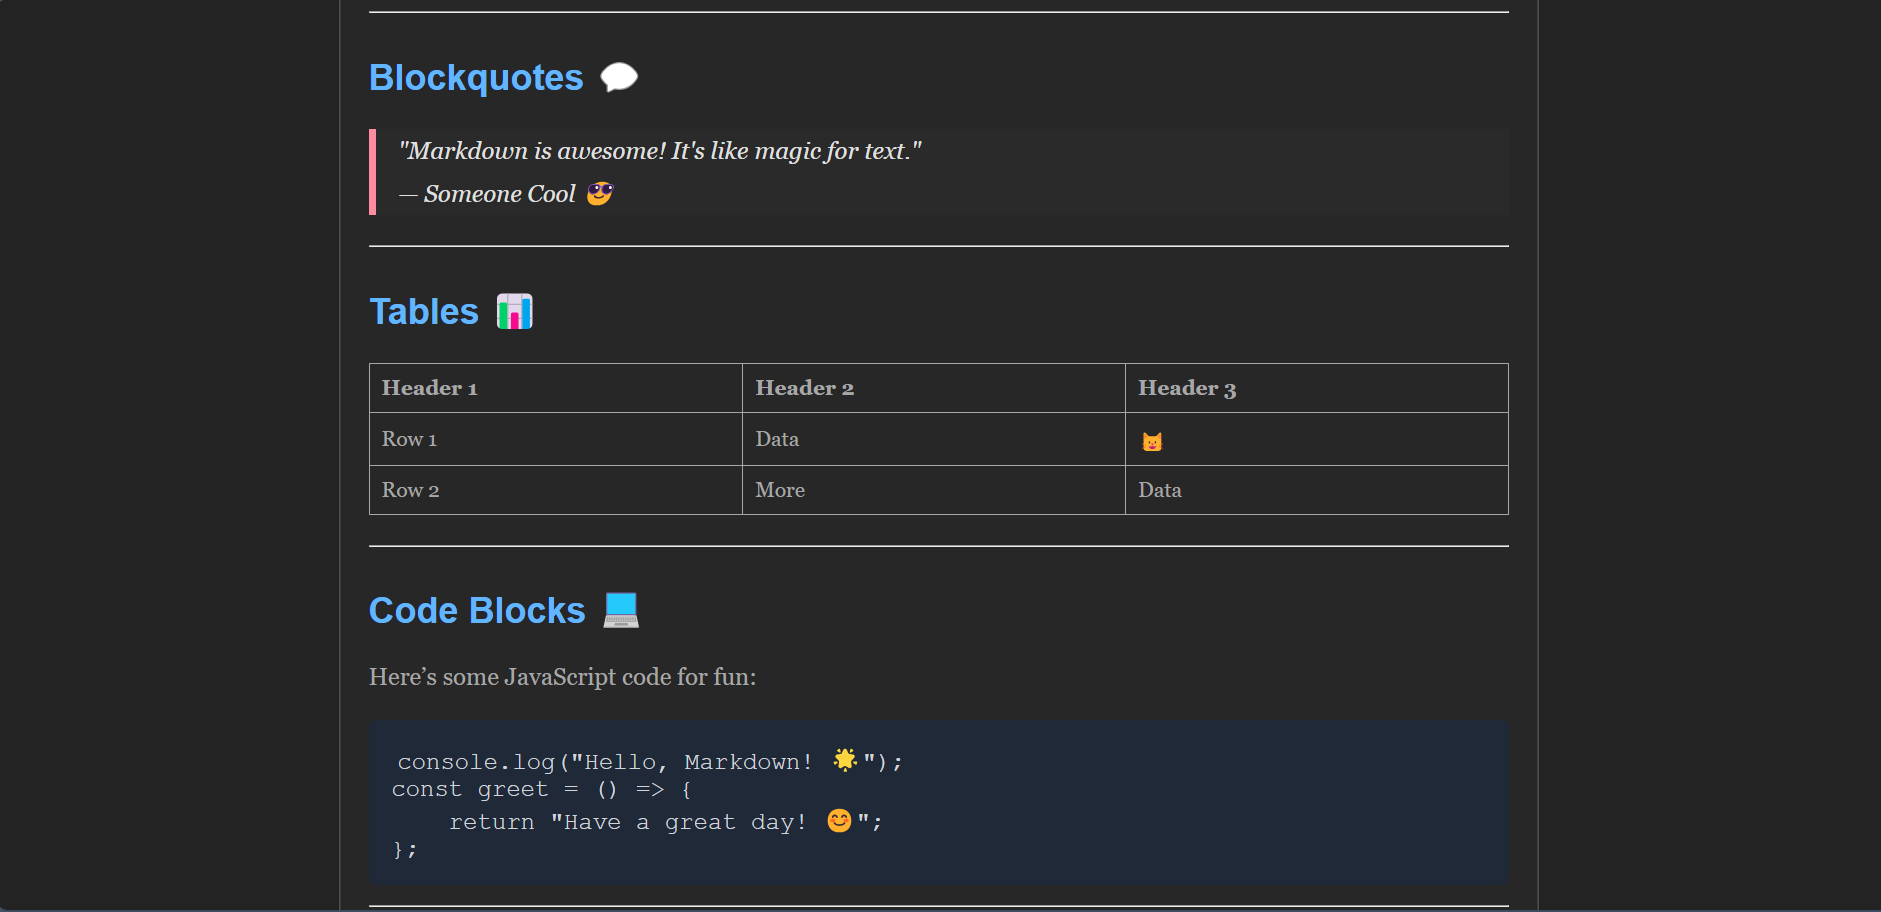 Blockquotes 💬
"Markdown is awesome! It's like magic for text."
— Someone Cool 😎
Tables 📊
Header 1 Header 2 Header 3
Row 1 Data 🐱
Row 2 More Data
Code Blocks 💻
Here’s some JavaScript code for fun:
console.log("Hello, Markdown! 🌟");
const greet = () => {
    return "Have a great day! 😊";
};